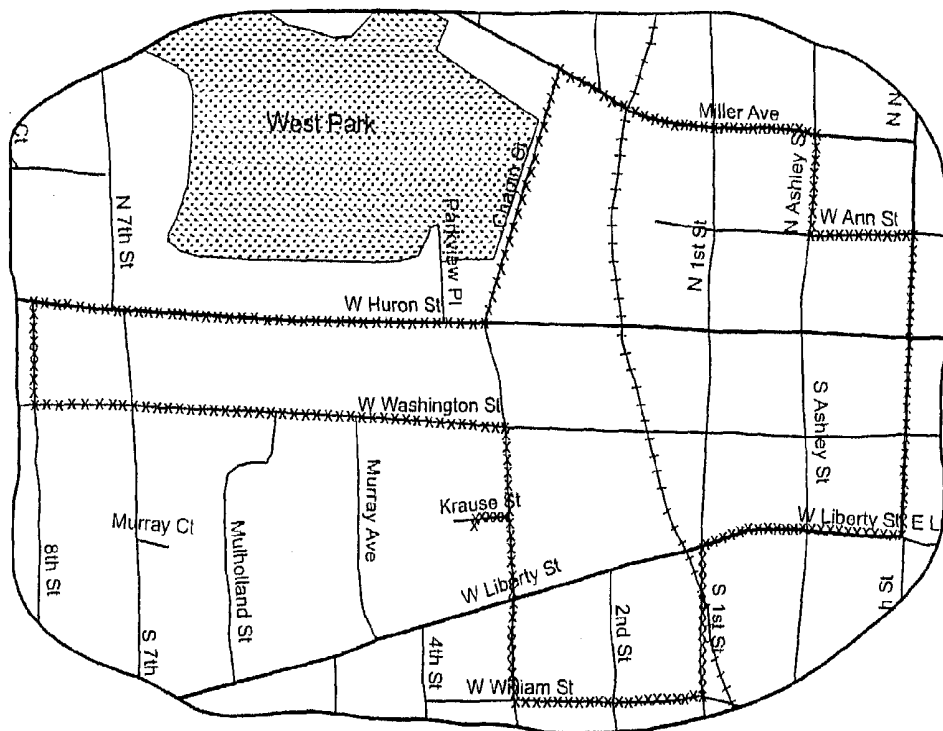 West Park
Miller Ave
N
Ct
Chapin St
N Ashley St
W Ann St
N 7th St
Parkview Pl
N 1st St
W Huron St
W Washington St
S Ashey St
Krause St
W Liberty St
E L
Murray Ct
Mulholland St
Murray Ave
8th St
W Liberty St
S 1st St
2nd St
4th St
S 7th
W William St